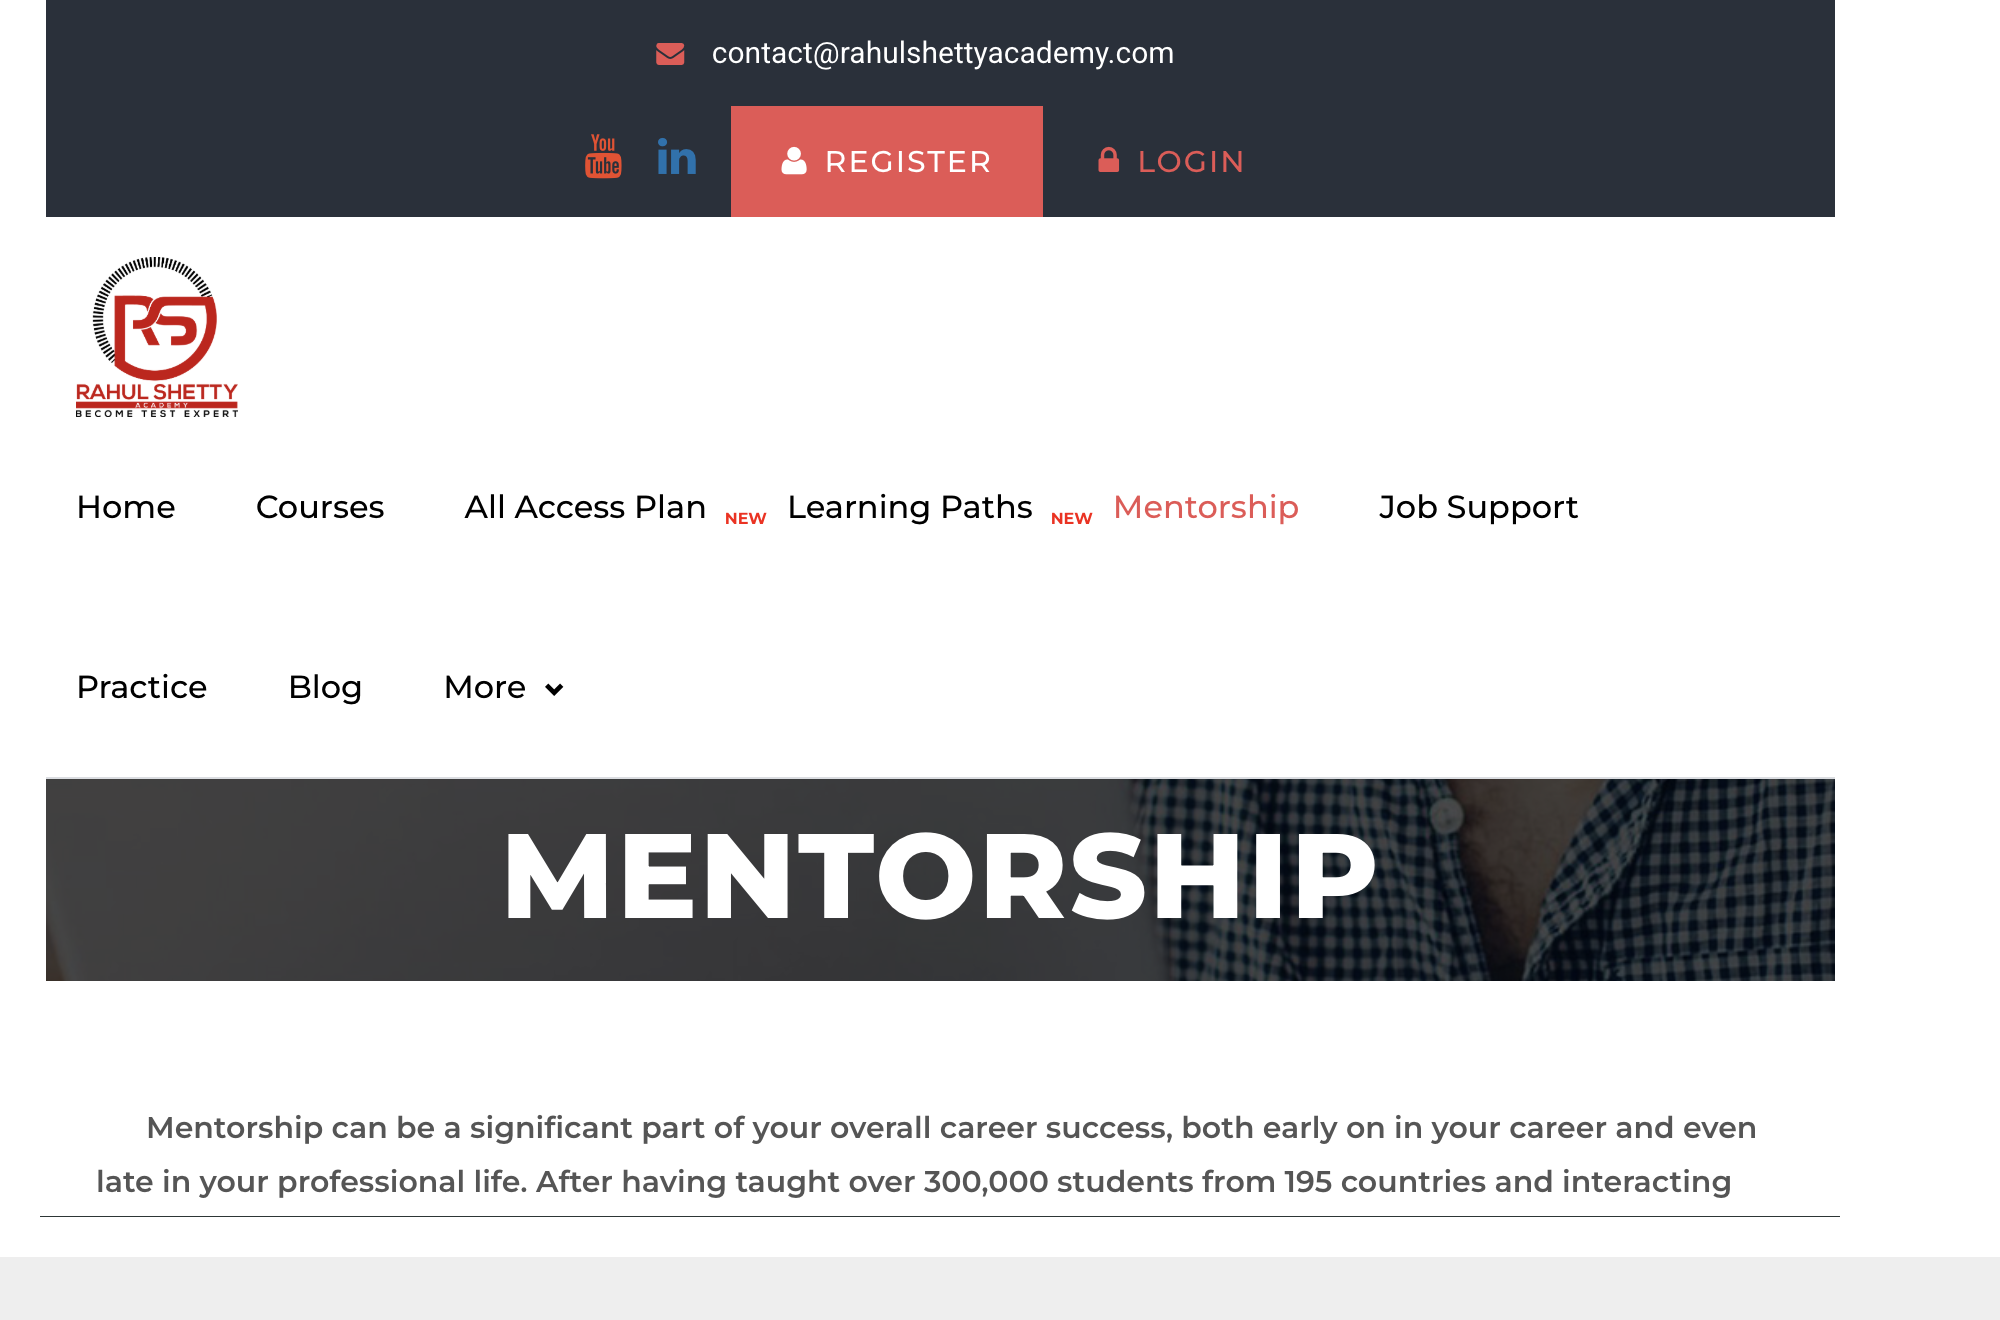 contact@rahulshettyacademy.com
You
Tube
in
REGISTER
LOGIN
RS
RAHUL SHETTY
ACADEMY
BECOME TEST EXPERT
Home Courses All Access Plan NEW Learning Paths NEW Mentorship Job Support
Practice Blog More
MENTORSHIP
Mentorship can be a significant part of your overall career success, both early on in your career and even
late in your professional life. After having taught over 300,000 students from 195 countries and interacting